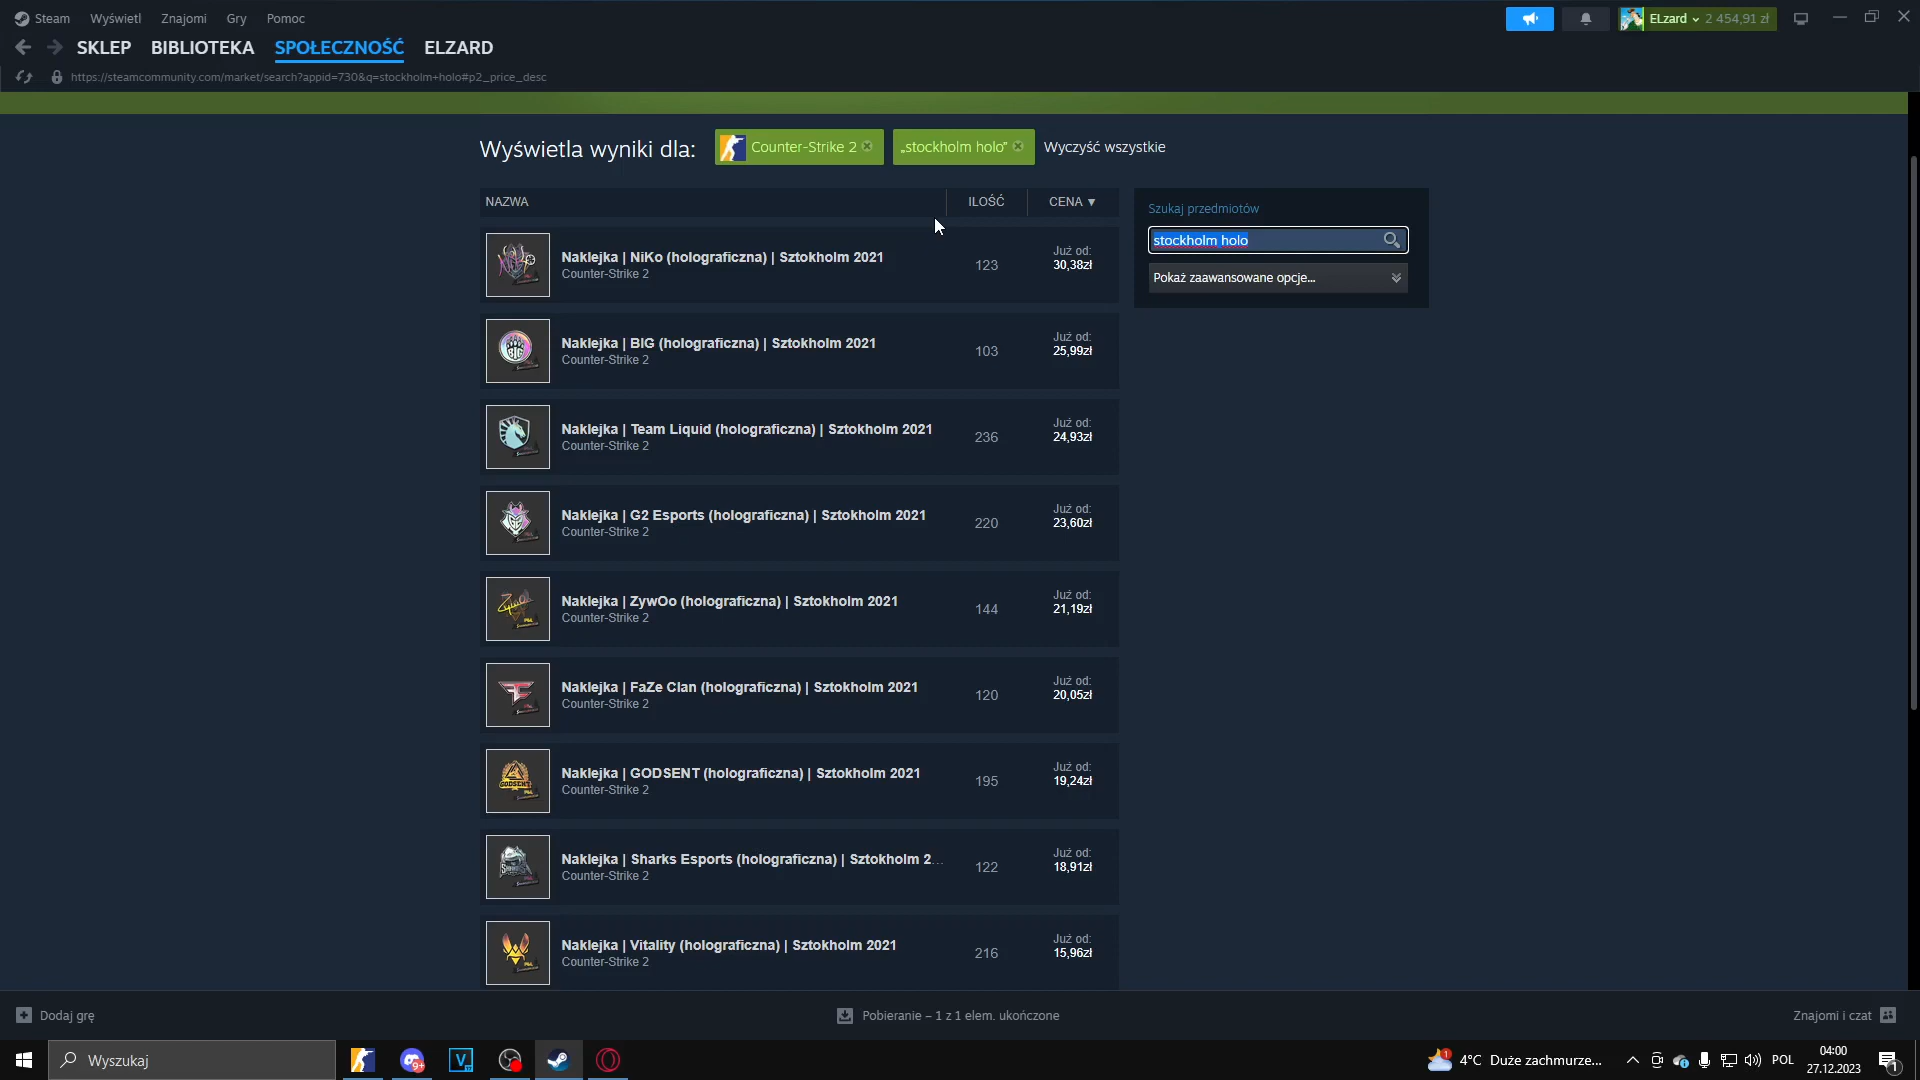 Steam Wyświetl Znajomi Gry Pomoc
ELzard 2 454,91 zł
SKLEP BIBLIOTEKA SPOŁECZNOŚĆ ELZARD
https://steamcommunity.com/market/search?appid=730&q=stockholm+holo#p2_price_desc
Wyświetla wyniki dla: Counter-Strike 2 „stockholm holo” Wyczyść wszystkie
NAZWA ILOŚĆ CENA ▼
Naklejka | NiKo (holograficzna) | Sztokholm 2021
Counter-Strike 2
123
Już od:
30,38zł
Naklejka | BIG (holograficzna) | Sztokholm 2021
Counter-Strike 2
103
Już od:
25,99zł
Naklejka | Team Liquid (holograficzna) | Sztokholm 2021
Counter-Strike 2
236
Już od:
24,93zł
Naklejka | G2 Esports (holograficzna) | Sztokholm 2021
Counter-Strike 2
220
Już od:
23,60zł
Naklejka | ZywOo (holograficzna) | Sztokholm 2021
Counter-Strike 2
144
Już od:
21,19zł
Naklejka | FaZe Clan (holograficzna) | Sztokholm 2021
Counter-Strike 2
120
Już od:
20,05zł
Naklejka | GODSENT (holograficzna) | Sztokholm 2021
Counter-Strike 2
195
Już od:
19,24zł
Naklejka | Sharks Esports (holograficzna) | Sztokholm 2...
Counter-Strike 2
122
Już od:
18,91zł
Naklejka | Vitality (holograficzna) | Sztokholm 2021
Counter-Strike 2
216
Już od:
15,96zł
Szukaj przedmiotów
stockholm holo
Pokaż zaawansowane opcje...
Dodaj grę
Pobieranie – 1 z 1 elem. ukończone
Znajomi i czat
Wyszukaj
9+
V
1
4°C Duże zachmurze...
POL
04:00
27.12.2023
1